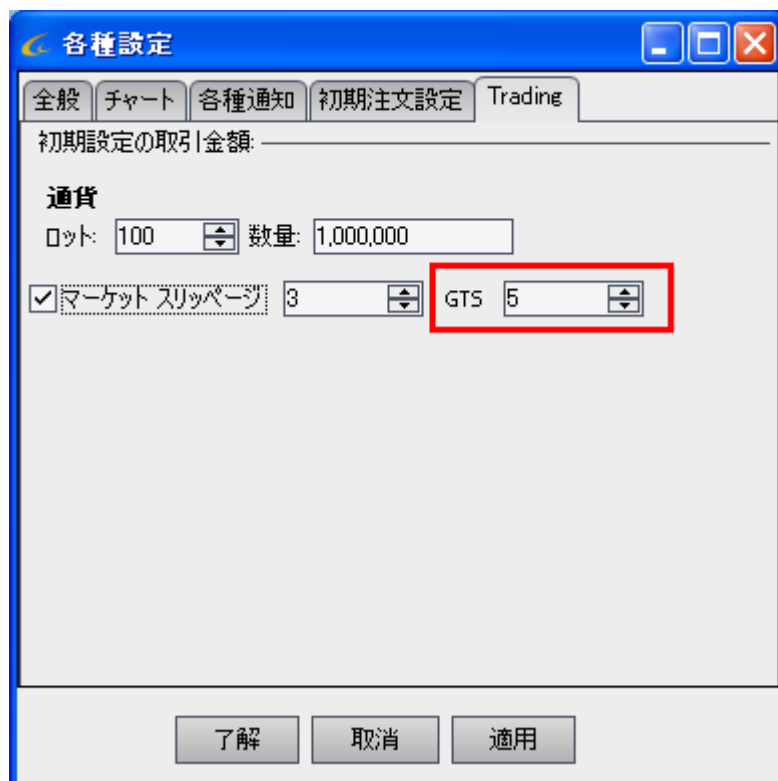 各種設定
全般 チャート 各種通知 初期注文設定 Trading
初期設定の取引金額:
通貨
ロット: 100 数量: 1,000,000
マーケット スリッページ 3 GTS 5
了解 取消 適用